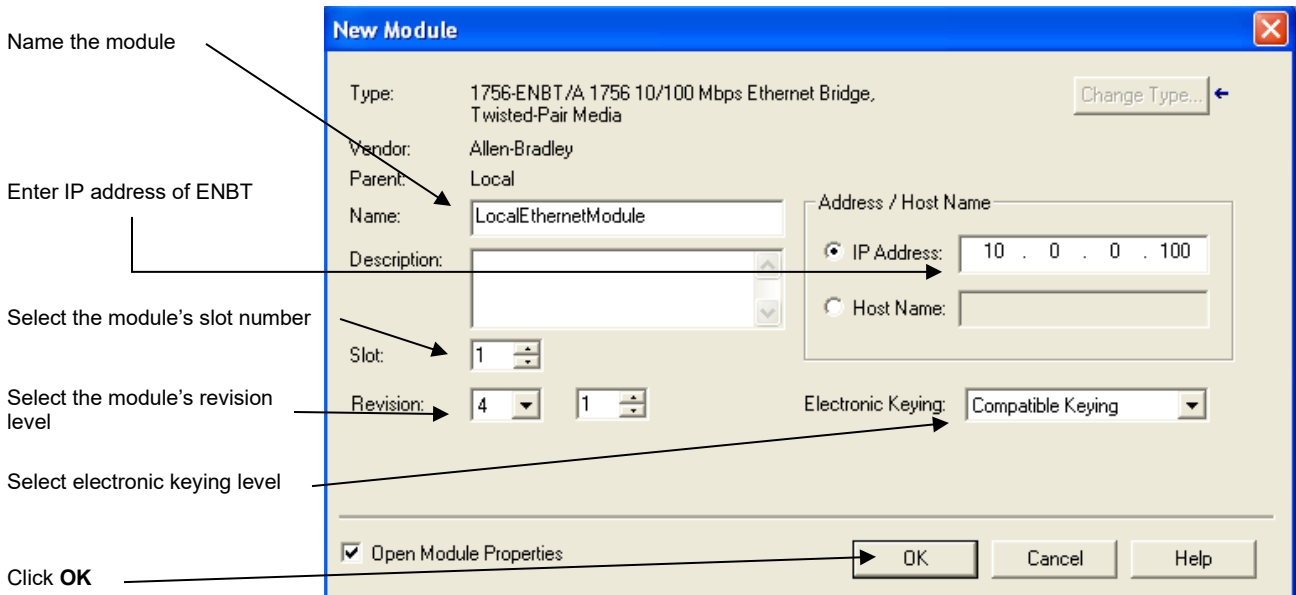 New Module
Name the module
Type: 1756-ENBT/A 1756 10/100 Mbps Ethernet Bridge,
Twisted-Pair Media
Change Type...
Vendor: Allen-Bradley
Parent: Local
Enter IP address of ENBT
Name: LocalEthernetModule
Address / Host Name
Description:
IP Address: 10 . 0 . 0 . 100
Host Name:
Select the module’s slot number
Slot: 1
Select the module’s revision
level
Revision: 4 1
Electronic Keying: Compatible Keying
Select electronic keying level
Open Module Properties
OK Cancel Help
Click OK